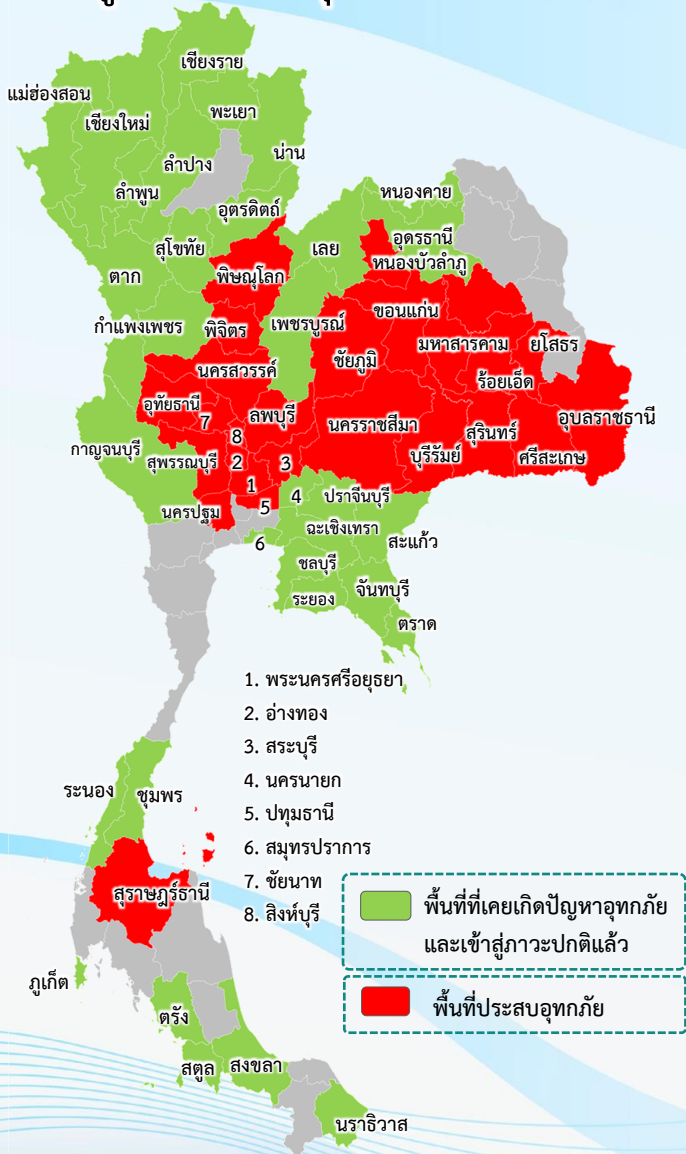 เชียงราย
แม่ฮ่องสอน
พะเยา
เชียงใหม่
น่าน
ลำปาง
หนองคาย
ลำพูน
อุตรดิตถ์
อุดรธานี
สุโขทัย
เลย
หนองบัวลำภู
ตาก
พิษณุโลก
ขอนแก่น
กำแพงเพชร
พิจิตร
เพชรบูรณ์
มหาสารคาม
ยโสธร
ชัยภูมิ
นครสวรรค์
ร้อยเอ็ด
อุทัยธานี
ลพบุรี
อุบลราชธานี
7
นครราชสีมา
สุรินทร์
8
กาญจนบุรี
สุพรรณบุรี
2
3
บุรีรัมย์
ศรีสะเกษ
1
4
ปราจีนบุรี
5
นครปฐม
ฉะเชิงเทรา
6
สะแก้ว
ชลบุรี
จันทบุรี
ระยอง
ตราด
1. พระนครศรีอยุธยา
2. อ่างทอง
3. สระบุรี
4. นครนายก
5. ปทุมธานี
6. สมุทรปราการ
7. ชัยนาท
8. สิงห์บุรี
ระนอง
ชุมพร
สุราษฎร์ธานี
ภูเก็ต
ตรัง
สตูล
สงขลา
นราธิวาส
พื้นที่ที่เคยเกิดปัญหาอุทกภัย
และเข้าสู่ภาวะปกติแล้ว
พื้นที่ประสบอุทกภัย